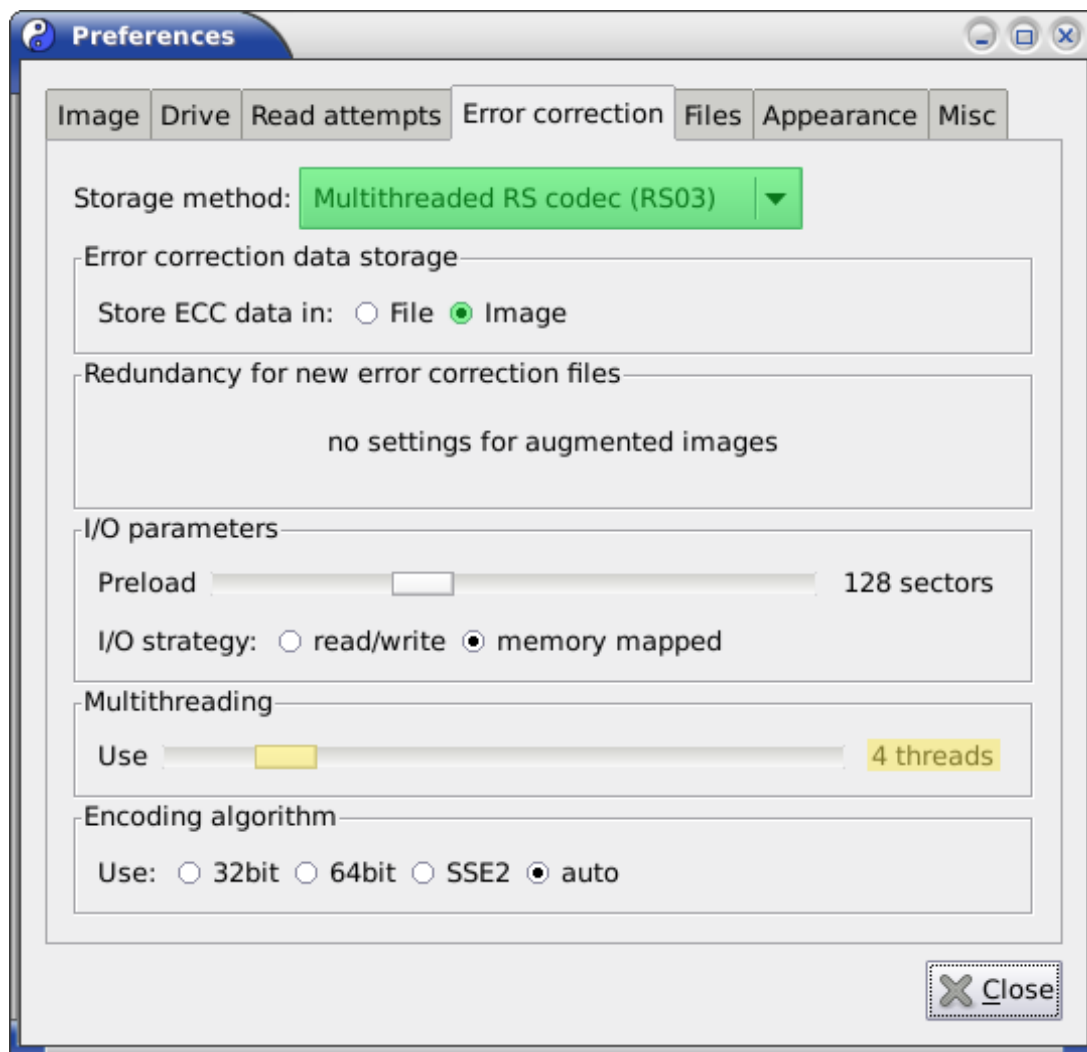 Preferences
Image Drive Read attempts Error correction Files Appearance Misc
Storage method: Multithreaded RS codec (RS03)
Error correction data storage
Store ECC data in: File Image
Redundancy for new error correction files
no settings for augmented images
I/O parameters
Preload 128 sectors
I/O strategy: read/write memory mapped
Multithreading
Use 4 threads
Encoding algorithm
Use: 32bit 64bit SSE2 auto
Close